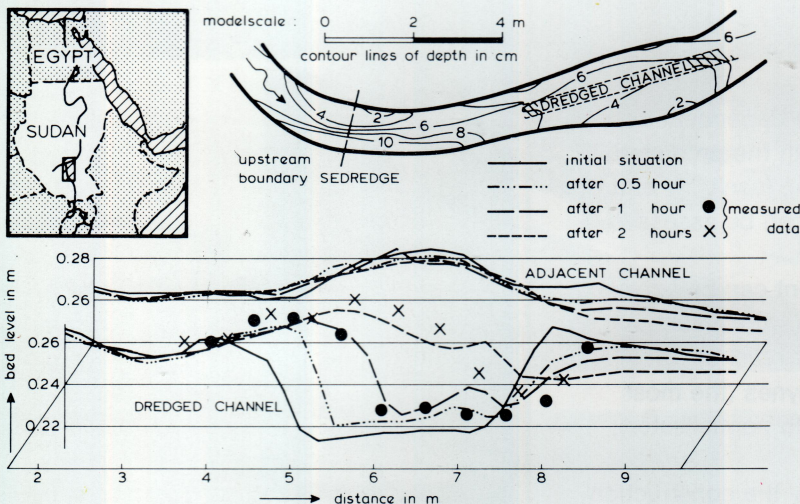 EGYPT
SUDAN
modelscale : 0 2 4 m
contour lines of depth in cm
6
6
DREDGED CHANNEL
4
2
6
8
10
4
2
upstream
boundary SEDREDGE
initial situation
after 0.5 hour
after 1 hour
after 2 hours
measured
data
ADJACENT CHANNEL
DREDGED CHANNEL
bed level in m
0.28
0.26
0.26
0.24
0.22
2 3 4 5 6 7 8 9
distance in m